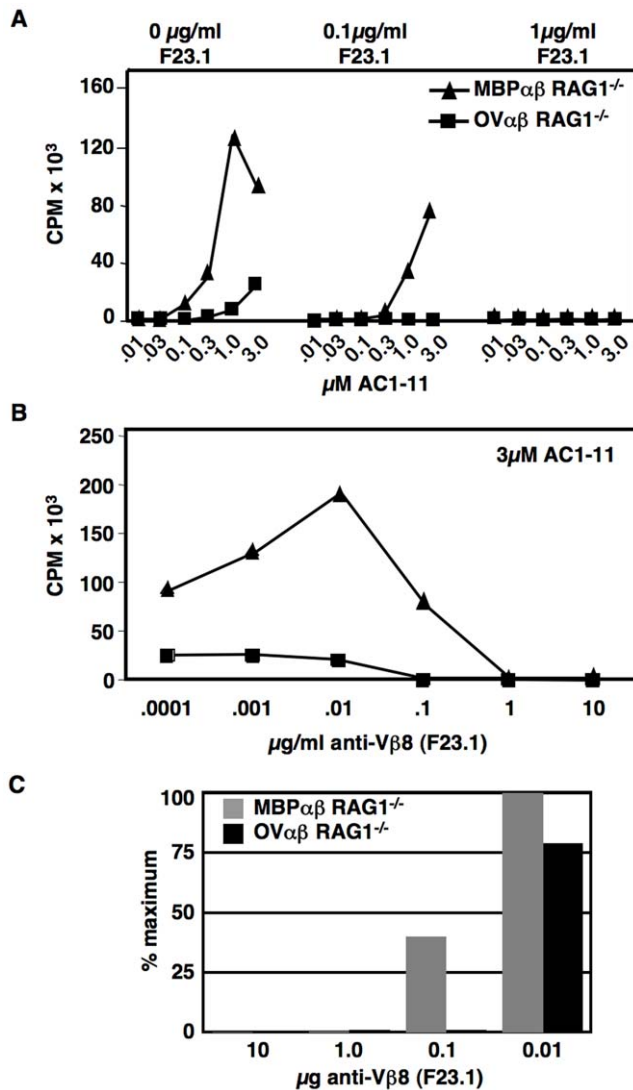 A
0 µg/ml 0.1µg/ml 1µg/ml
F23.1 F23.1 F23.1
160
120
80
40
0
CPM x 10³
MBPαβ RAG1⁻/⁻
OVαβ RAG1⁻/⁻
.01 .03 0.1 0.3 1.0 3.0 .01 .03 0.1 0.3 1.0 3.0 .01 .03 0.1 0.3 1.0 3.0
µM AC1-11
B
250
200
150
100
50
0
CPM x 10³
3µM AC1-11
.0001 .001 .01 .1 1 10
µg/ml anti-Vβ8 (F23.1)
C
100
75
50
25
0
% maximum
MBPαβ RAG1⁻/⁻
OVαβ RAG1⁻/⁻
10 1.0 0.1 0.01
µg anti-Vβ8 (F23.1)